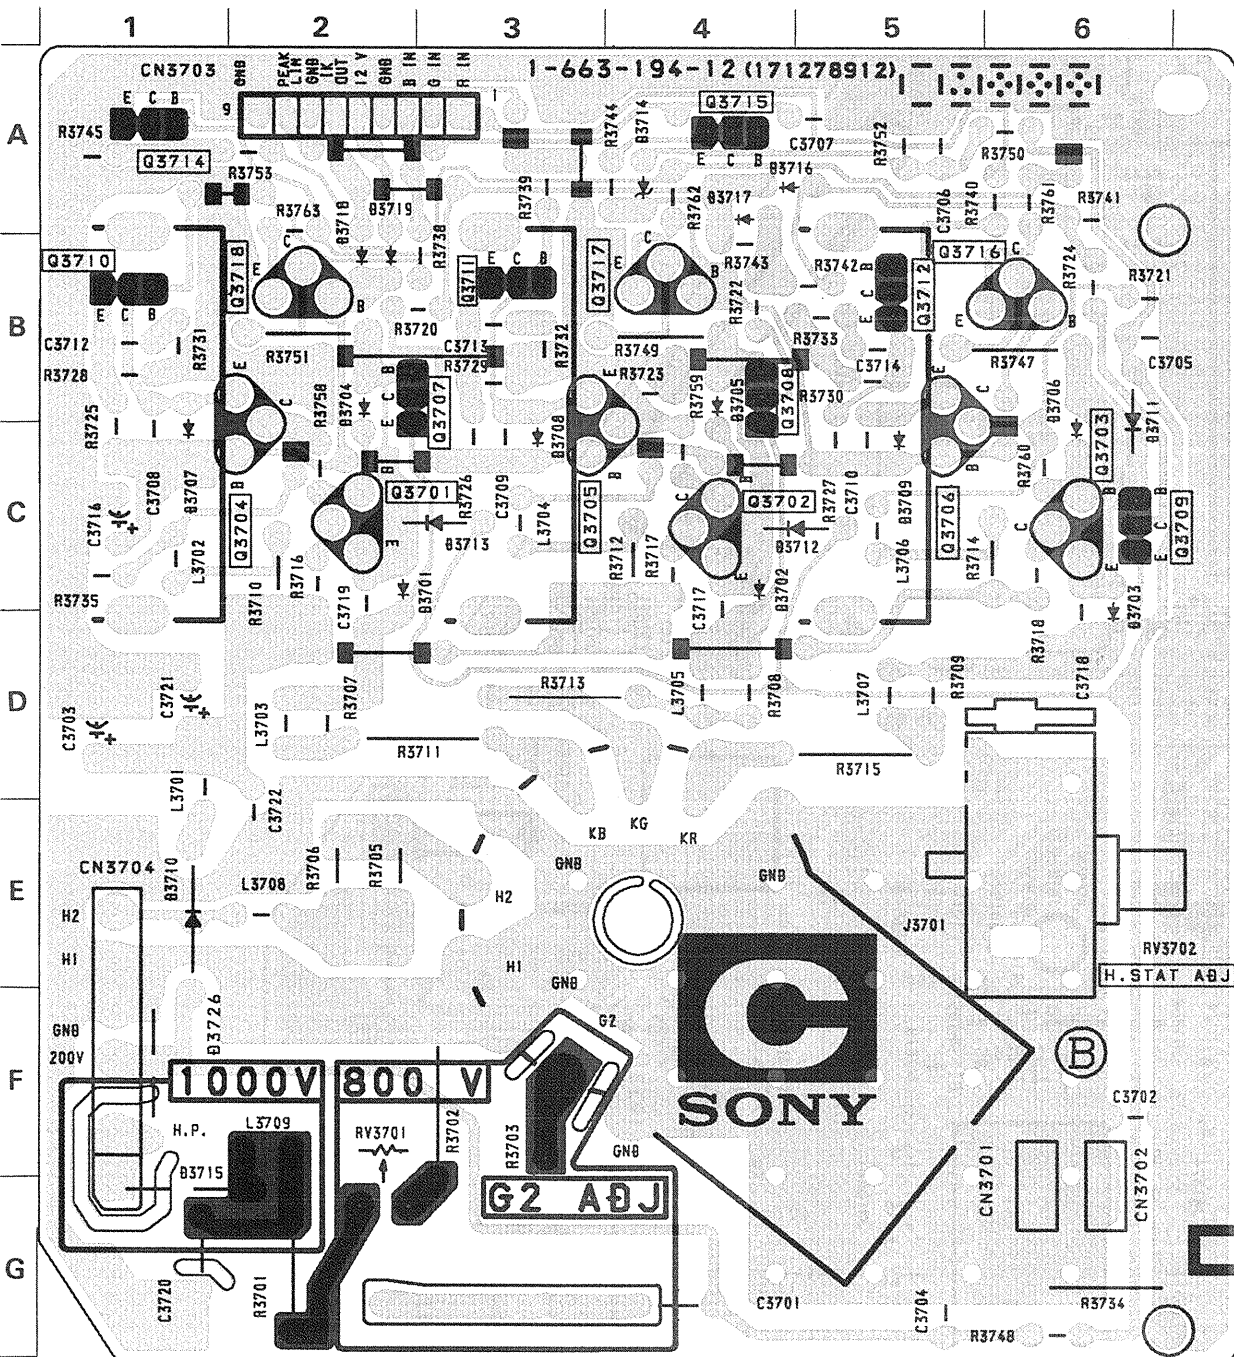 1 2 3 4 5 6
CN3703
GND
PEAK
LIM
GND
IK
OUT
12 V
GND
B IN
G IN
R IN
1-663-194-12 (171278912)
A
E C B
9
1
R3745
Q3714
R3753
R3744
D3714
Q3715
E C B
C3707
D3716
R3752
R3750
R3763
D3718
D3719
R3738
R3739
R3762
D3717
C3706
R3740
R3761
R3741
B
Q3710
E C B
Q3718
C
E
B
Q3711
E C B
Q3717
C
E
B
R3743
R3722
R3742
B
C
E
Q3712
Q3716
C
E
B
R3724
R3721
C3712
R3731
R3728
R3751
R3720
C3713
R3729
R3732
R3749
R3723
R3733
C3714
R3747
C3705
R3725
E
C
B
R3758
D3704
B
C
E
Q3707
D3708
E
C
B
R3759
D3705
Q3708
R3730
C
B
D3706
Q3703
D3711
C
C3716
C3708
D3707
L3702
Q3704
B
Q3701
E
R3726
C3709
L3704
D3713
Q3705
R3712
R3717
C
B
E
Q3702
R3727
C3710
D3712
D3709
L3706
Q3706
R3714
R3760
C
B
E
B
C
E
Q3709
R3735
R3710
R3716
C3719
D3701
C3717
D3702
R3718
D3703
C3718
D
C3703
C3721
L3703
R3707
R3711
R3713
L3705
R3708
R3715
L3707
R3709
L3701
C3722
E
CN3704
D3710
L3708
R3706
R3705
KB
KG
KR
GND
GND
H2
H1
H2
H1
GND
J3701
RV3702
H.STAT ADJ
F
GND
200V
D3726
1000V
800 V
G2
C
SONY
B
H.P.
L3709
RV3701
R3702
R3703
GND
D3715
G2 ADJ
C3702
CN3701
CN3702
G
C3720
R3701
C3701
C3704
R3748
R3734